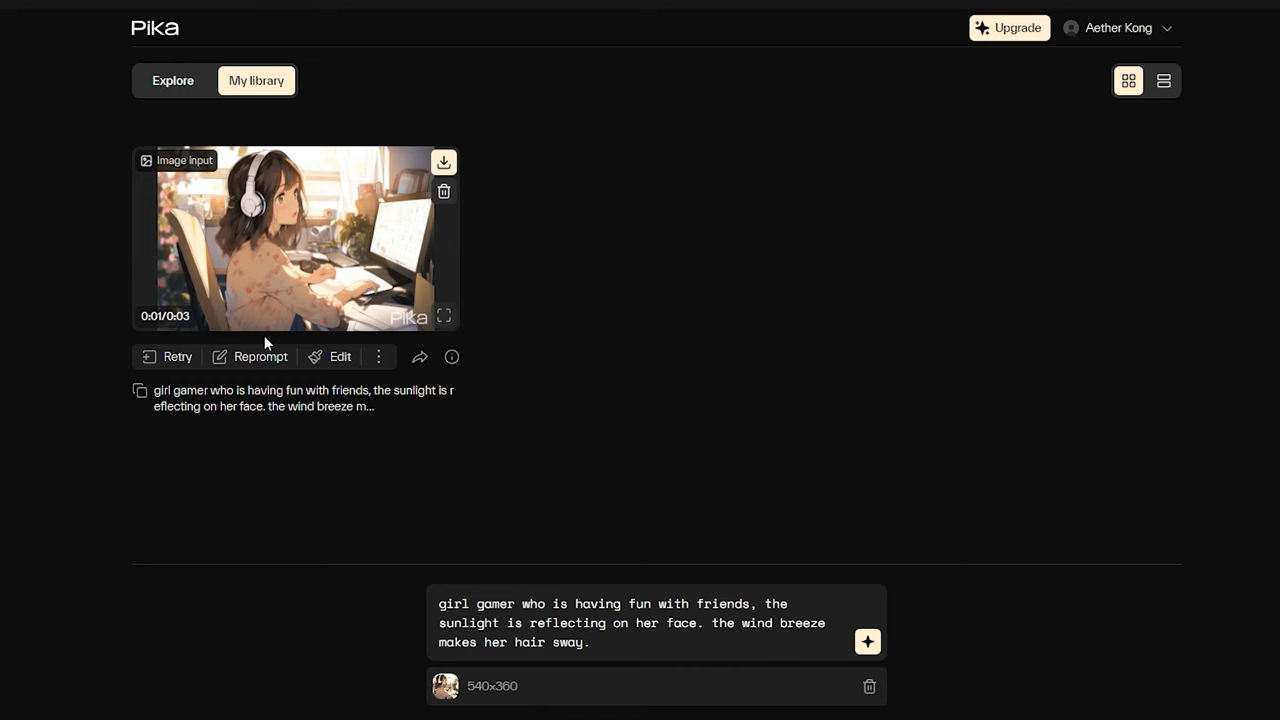 Pika
Upgrade
Aether Kong
Explore
My library
Image input
0:01/0:03
Pika
Retry
Reprompt
Edit
girl gamer who is having fun with friends, the sunlight is r
eflecting on her face. the wind breeze m...
girl gamer who is having fun with friends, the
sunlight is reflecting on her face. the wind breeze
makes her hair sway.
540×360